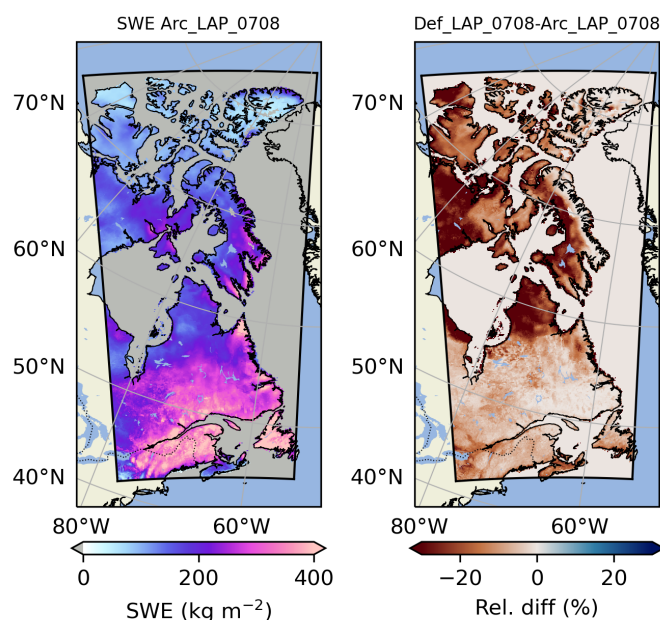 SWE Arc_LAP_0708
Def_LAP_0708-Arc_LAP_0708
70°N
70°N
60°N
60°N
50°N
50°N
40°N
40°N
80°W
60°W
80°W
60°W
0
200
400
−20
0
20
SWE (kg m⁻²)
Rel. diff (%)